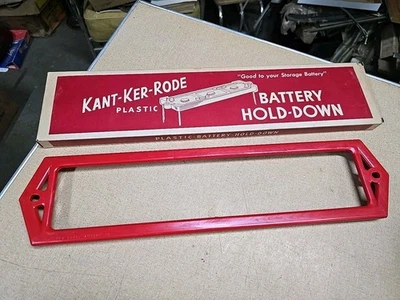 KANT-KER-RODE
PLASTIC
"Good to your Storage Battery"
BATTERY
HOLD-DOWN
PLASTIC-BATTERY-HOLD-DOWN